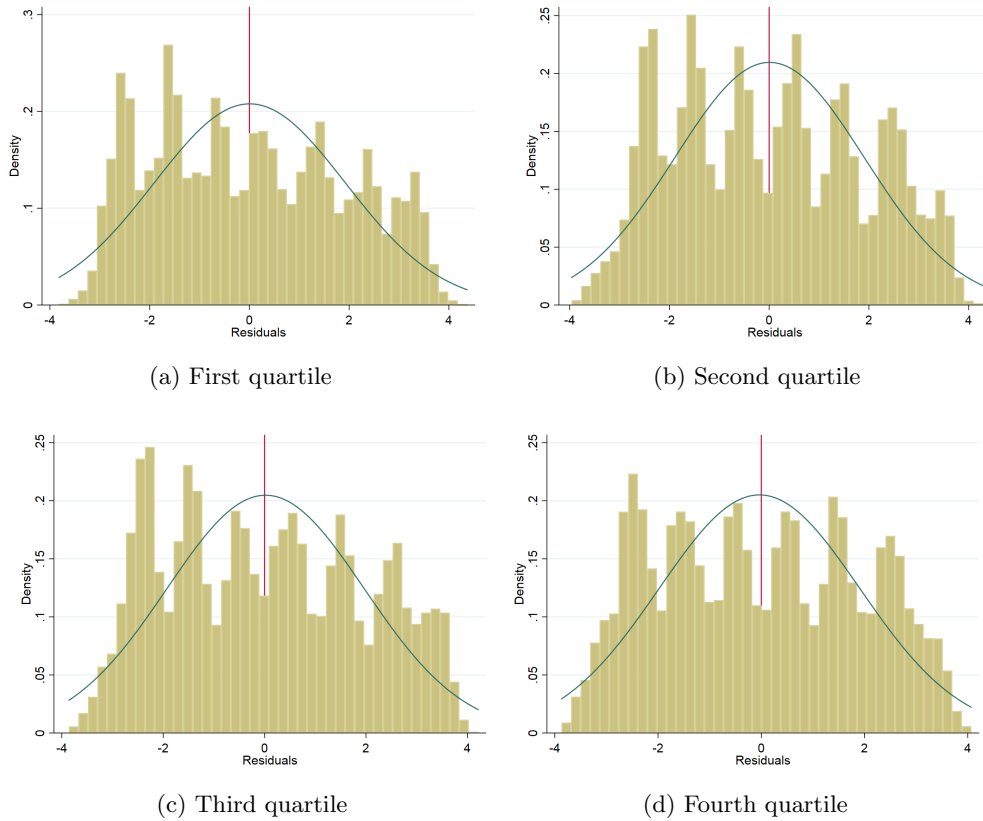 Density
0 .1 .2 .3
-4 -2 0 2 4
Residuals
(a) First quartile
Density
0 .05 .1 .15 .2 .25
-4 -2 0 2 4
Residuals
(b) Second quartile
Density
0 .05 .1 .15 .2 .25
-4 -2 0 2 4
Residuals
(c) Third quartile
Density
0 .05 .1 .15 .2 .25
-4 -2 0 2 4
Residuals
(d) Fourth quartile